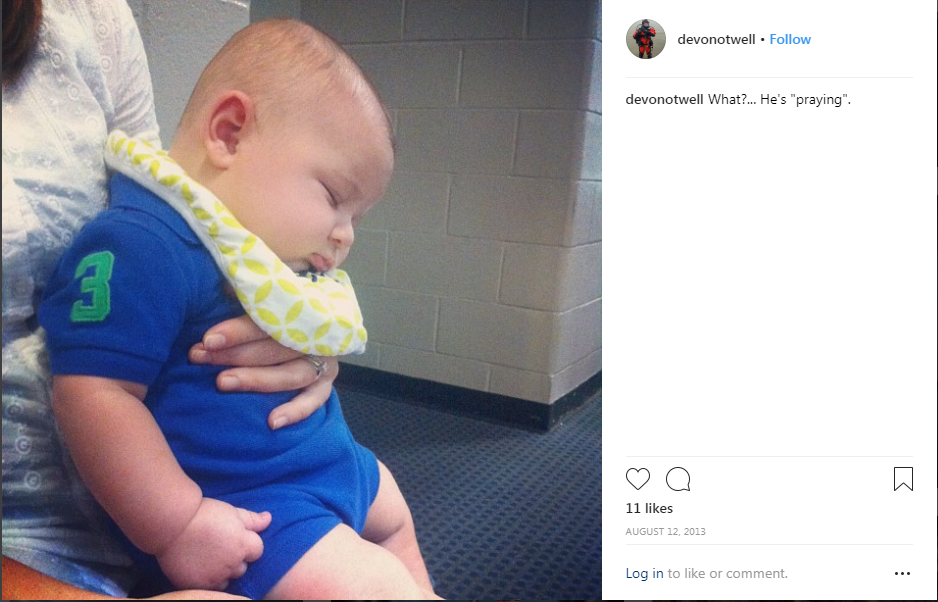 3
devonotwell • Follow
devonotwell What?... He's "praying".
11 likes
AUGUST 12, 2013
Log in to like or comment.